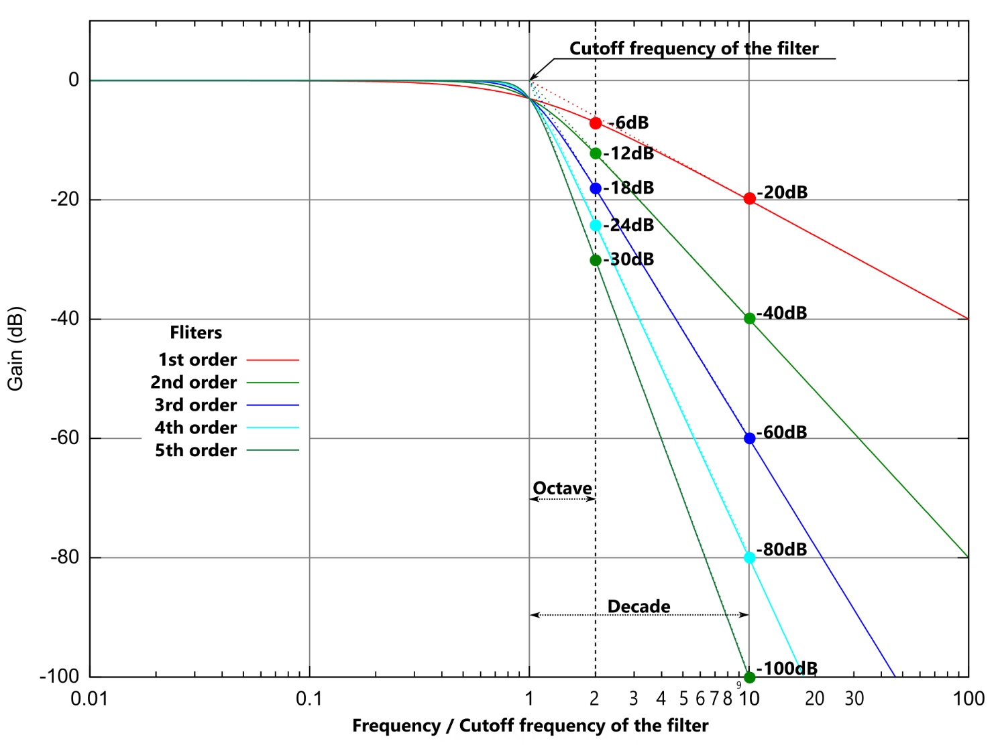 Cutoff frequency of the filter
0
-6dB
-12dB
-18dB
-20dB
-20
-24dB
-30dB
-40dB
-40
Gain (dB)
Fliters
1st order
2nd order
3rd order
4th order
5th order
-60dB
-60
Octave
-80dB
-80
Decade
-100dB
-100
0.01 0.1 1 2 3 4 5 6 7 8 9 10 20 30 100
Frequency / Cutoff frequency of the filter